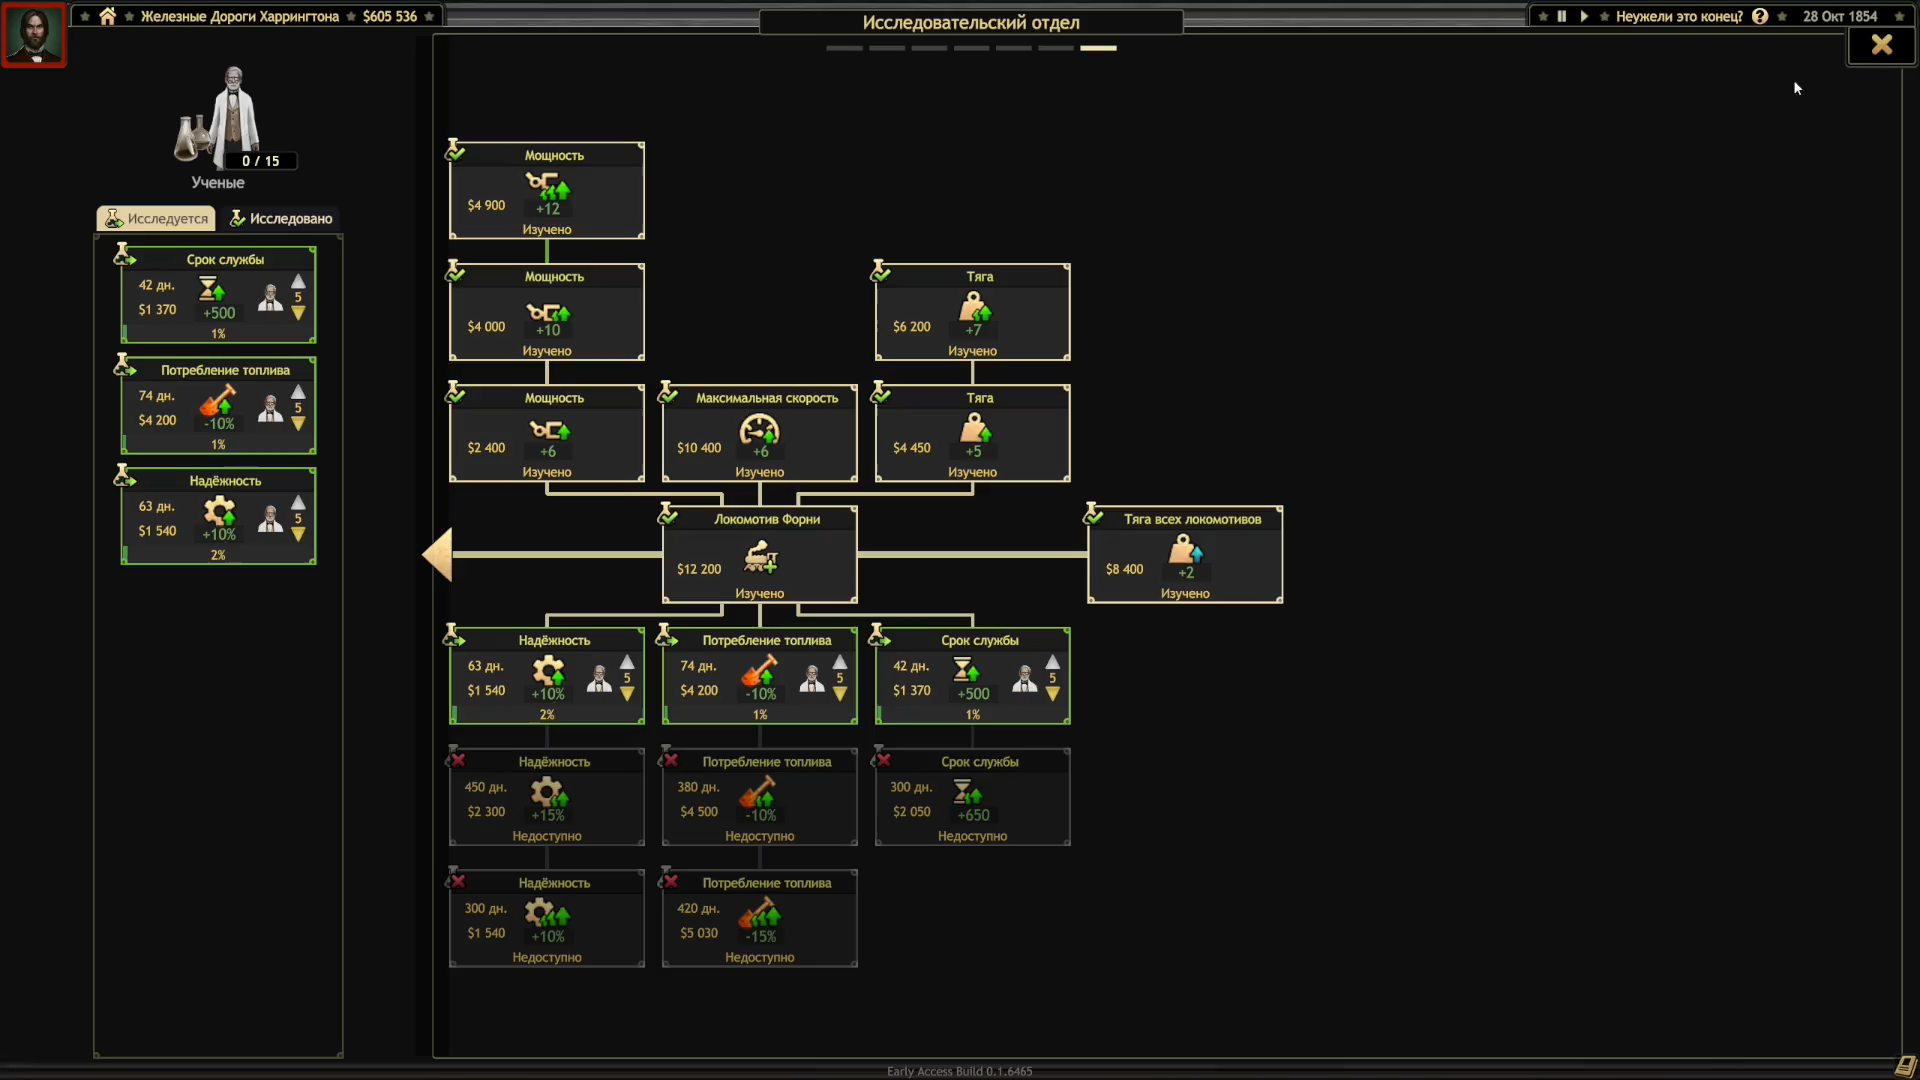 Железные Дороги Харрингтона $605 536
Исследовательский отдел
Неужели это конец? ? 28 Окт 1854
0 / 15
Ученые
Исследуется Исследовано
Срок службы
42 дн.
$1 370
+500
5
1%
Потребление топлива
74 дн.
$4 200
-10%
5
1%
Надёжность
63 дн.
$1 540
+10%
5
2%
Мощность
$4 900
+12
Изучено
Мощность
$4 000
+10
Изучено
Тяга
$6 200
+7
Изучено
Мощность
$2 400
+6
Изучено
Максимальная скорость
$10 400
+6
Изучено
Тяга
$4 450
+5
Изучено
Локомотив Форни
$12 200
Изучено
Тяга всех локомотивов
$8 400
+2
Изучено
Надёжность
63 дн.
$1 540
+10%
5
2%
Потребление топлива
74 дн.
$4 200
-10%
5
1%
Срок службы
42 дн.
$1 370
+500
5
1%
Надёжность
450 дн.
$2 300
+15%
Недоступно
Потребление топлива
380 дн.
$4 500
-10%
Недоступно
Срок службы
300 дн.
$2 050
+650
Недоступно
Надёжность
300 дн.
$1 540
+10%
Недоступно
Потребление топлива
420 дн.
$5 030
-15%
Недоступно
Early Access Build 0.1.6465